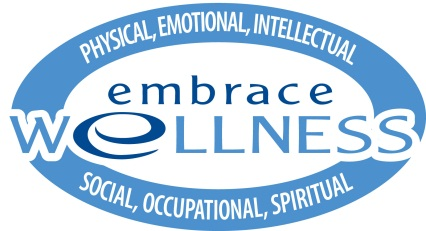 PHYSICAL, EMOTIONAL, INTELLECTUAL
embrace
WeLLNESS
SOCIAL, OCCUPATIONAL, SPIRITUAL